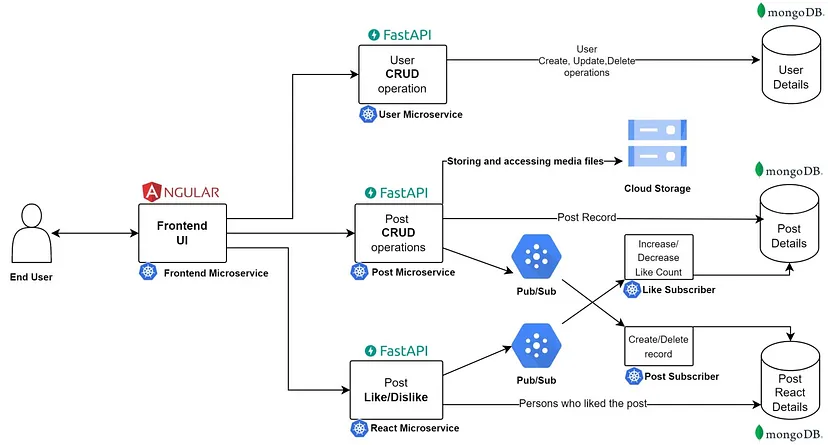 mongoDB.
FastAPI
User
CRUD
operation
User Microservice
User
Create, Update,Delete
operations
User
Details
Storing and accessing media files
Cloud Storage
mongoDB.
ANGULAR
Frontend
UI
Frontend Microservice
End User
FastAPI
Post
CRUD
operations
Post Microservice
Post Record
Post
Details
Pub/Sub
Increase/
Decrease
Like Count
Like Subscriber
Pub/Sub
Create/Delete
record
Post Subscriber
FastAPI
Post
Like/Dislike
React Microservice
Persons who liked the post
Post
React
Details
mongoDB.